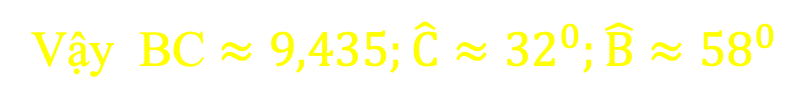 Vậy BC ≈ 9,435; Ĉ ≈ 32⁰; B̂ ≈ 58⁰